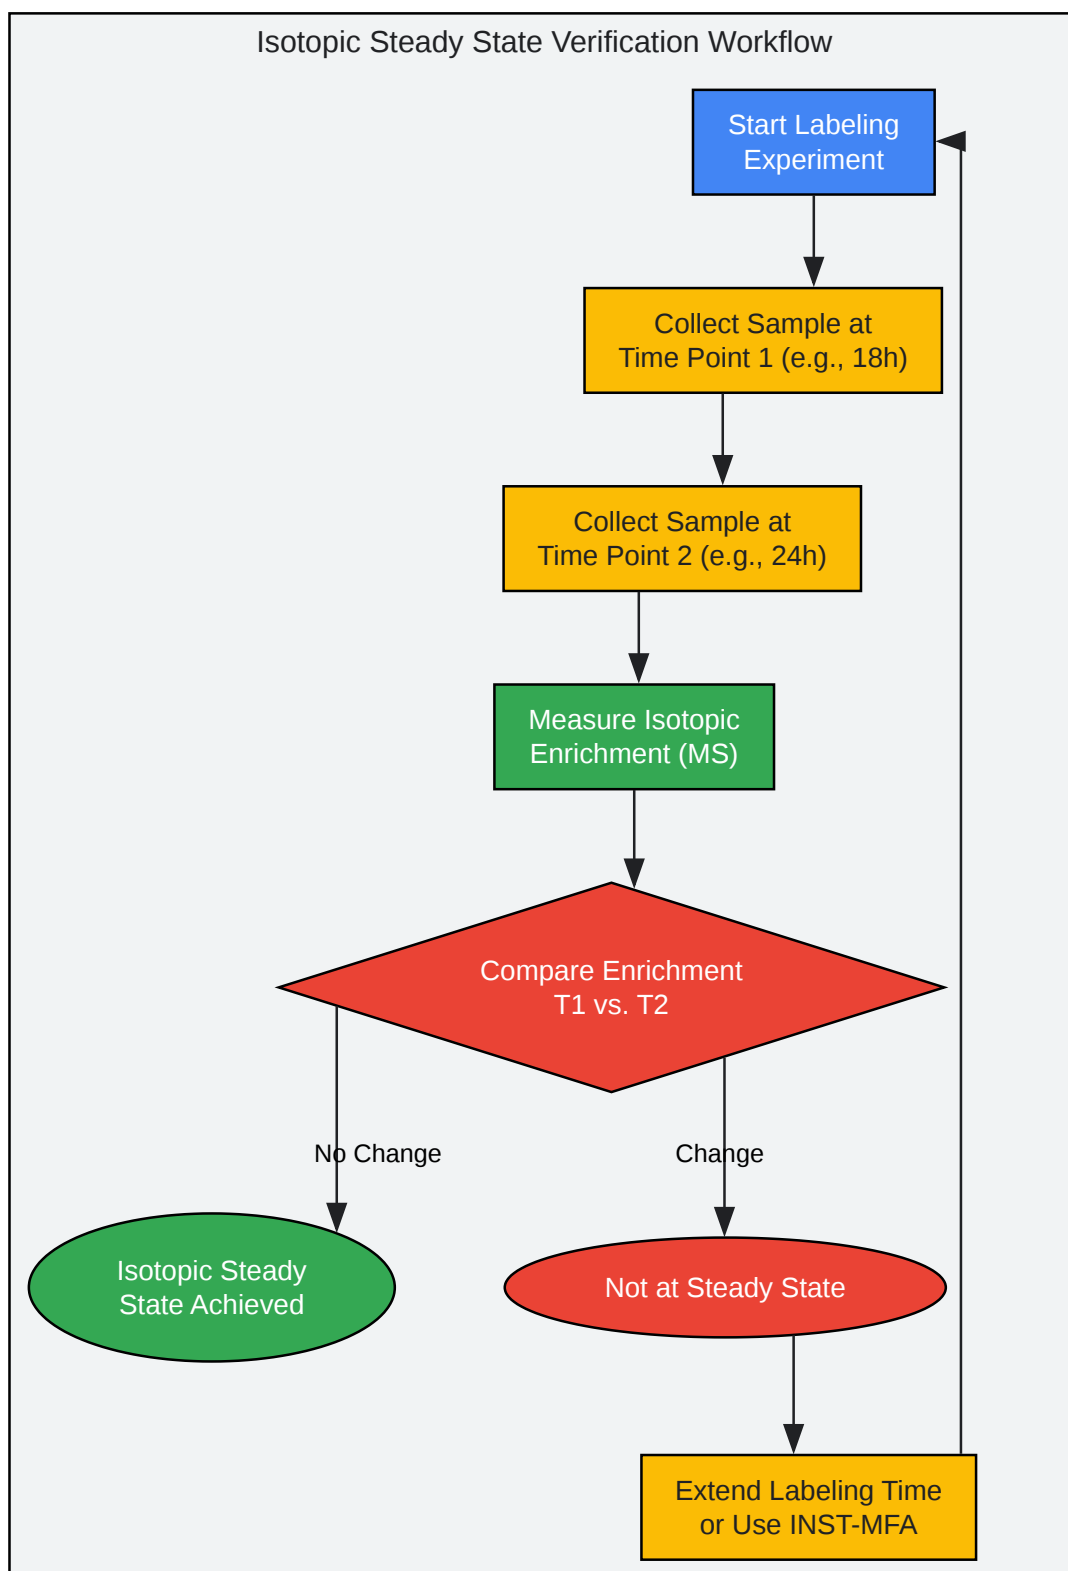 Isotopic Steady State Verification Workflow
Start Labeling
Experiment
Collect Sample at
Time Point 1 (e.g., 18h)
Collect Sample at
Time Point 2 (e.g., 24h)
Measure Isotopic
Enrichment (MS)
Compare Enrichment
T1 vs. T2
No Change
Change
Isotopic Steady
State Achieved
Not at Steady State
Extend Labeling Time
or Use INST-MFA